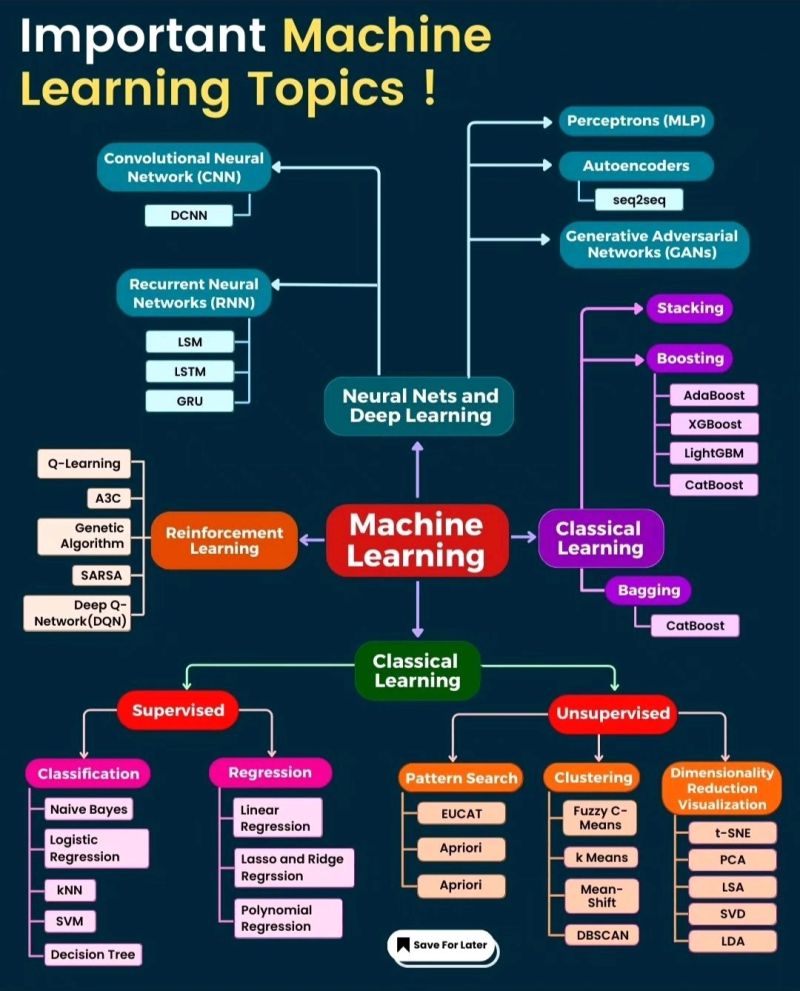 Important Machine
Learning Topics !
Convolutional Neural
Network (CNN)
DCNN
Recurrent Neural
Networks (RNN)
LSM
LSTM
GRU
Perceptrons (MLP)
Autoencoders
seq2seq
Generative Adversarial
Networks (GANs)
Neural Nets and
Deep Learning
Stacking
Boosting
AdaBoost
XGBoost
LightGBM
CatBoost
Q-Learning
A3C
Genetic
Algorithm
SARSA
Deep Q-
Network(DQN)
Reinforcement
Learning
Machine
Learning
Classical
Learning
Bagging
CatBoost
Classical
Learning
Supervised
Unsupervised
Classification
Naive Bayes
Logistic
Regression
kNN
SVM
Decision Tree
Regression
Linear
Regression
Lasso and Ridge
Regrssion
Polynomial
Regression
Pattern Search
EUCAT
Apriori
Apriori
Clustering
Fuzzy C-
Means
k Means
Mean-
Shift
DBSCAN
Dimensionality
Reduction
Visualization
t-SNE
PCA
LSA
SVD
LDA
Save For Later